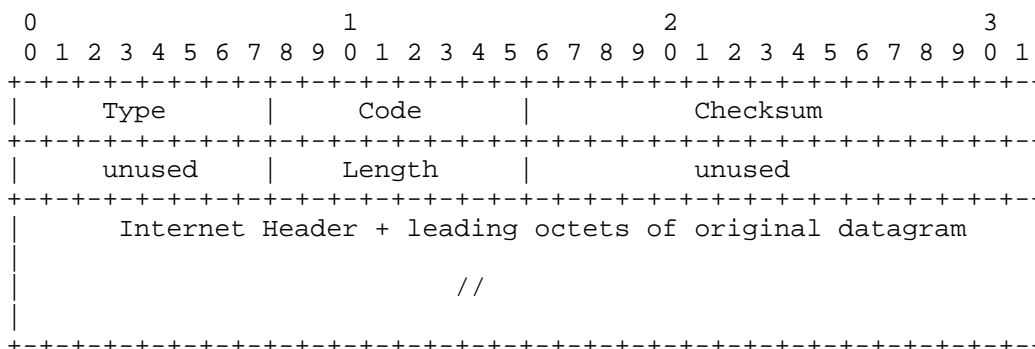 0                   1                   2                   3
0 1 2 3 4 5 6 7 8 9 0 1 2 3 4 5 6 7 8 9 0 1 2 3 4 5 6 7 8 9 0 1
+-+-+-+-+-+-+-+-+-+-+-+-+-+-+-+-+-+-+-+-+-+-+-+-+-+-+-+-+-+-+-+-
|     Type      |     Code      |          Checksum
+-+-+-+-+-+-+-+-+-+-+-+-+-+-+-+-+-+-+-+-+-+-+-+-+-+-+-+-+-+-+-+-
|     unused    |    Length     |          unused
+-+-+-+-+-+-+-+-+-+-+-+-+-+-+-+-+-+-+-+-+-+-+-+-+-+-+-+-+-+-+-+-
|      Internet Header + leading octets of original datagram
|
|                           //
|
+-+-+-+-+-+-+-+-+-+-+-+-+-+-+-+-+-+-+-+-+-+-+-+-+-+-+-+-+-+-+-+-